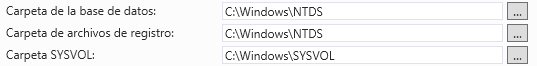 Carpeta de la base de datos: C:\Windows\NTDS ...
Carpeta de archivos de registro: C:\Windows\NTDS ...
Carpeta SYSVOL: C:\Windows\SYSVOL ...